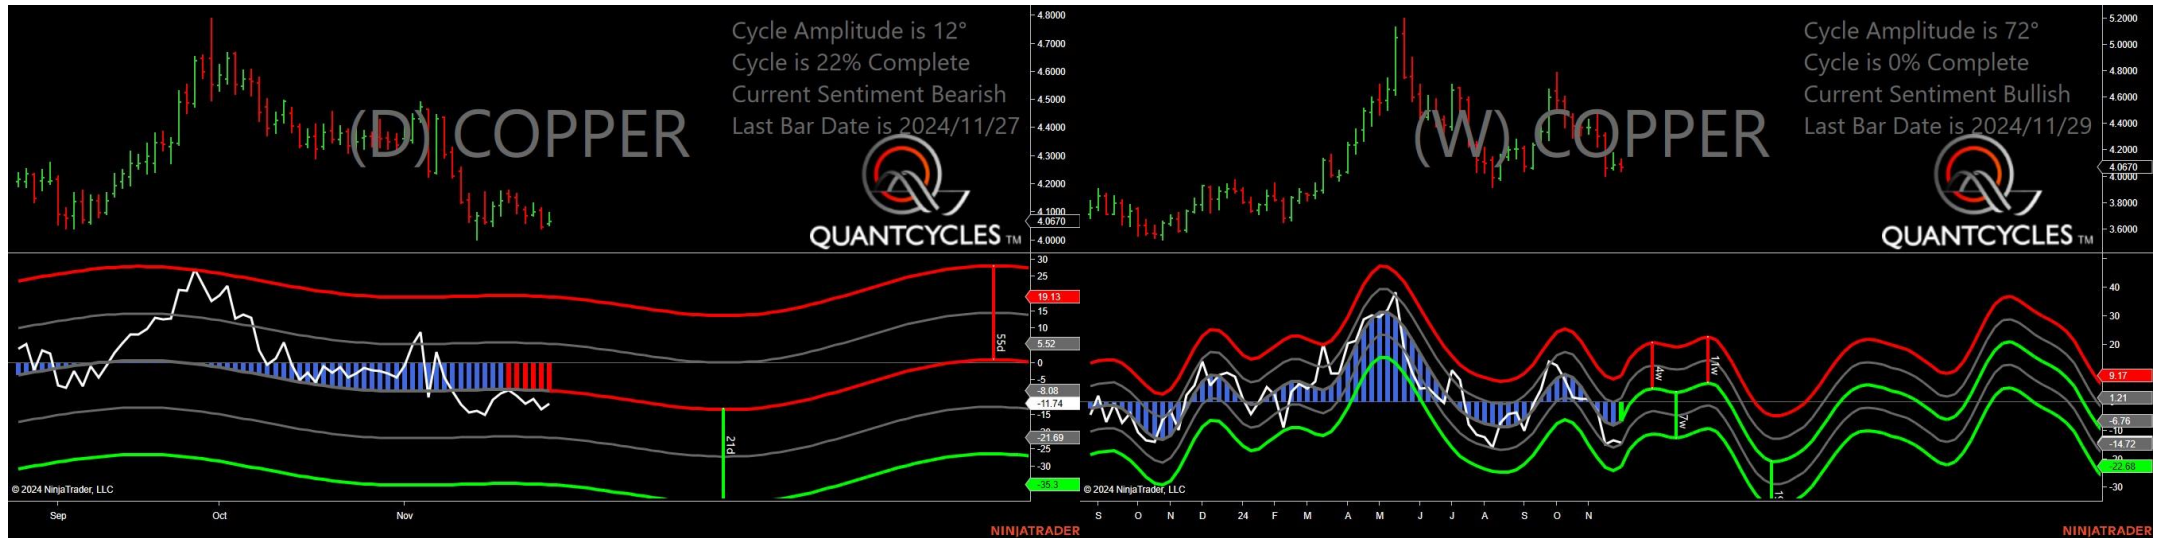 Cycle Amplitude is 12°
Cycle is 22% Complete
Current Sentiment Bearish
Last Bar Date is 2024/11/27
(D) COPPER
QUANTCYCLES TM
4.8000
4.7000
4.6000
4.5000
4.4000
4.3000
4.2000
4.1000
4.0670
4.0000
30
25
19.13
15
10
5.52
0
-5
-8.08
-11.74
-15
-21.69
-25
-30
-35.3
55d
21d
© 2024 NinjaTrader, LLC
Sep Oct Nov
NINJATRADER
Cycle Amplitude is 72°
Cycle is 0% Complete
Current Sentiment Bullish
Last Bar Date is 2024/11/29
(W) COPPER
QUANTCYCLES TM
5.2000
5.0000
4.8000
4.6000
4.4000
4.2000
4.0670
4.0000
3.8000
3.6000
40
30
20
9.17
1.21
-6.76
-10
-14.72
-22.68
-30
4w
7w
© 2024 NinjaTrader, LLC
S O N D 24 F M A M J J A S O N
NINJATRADER